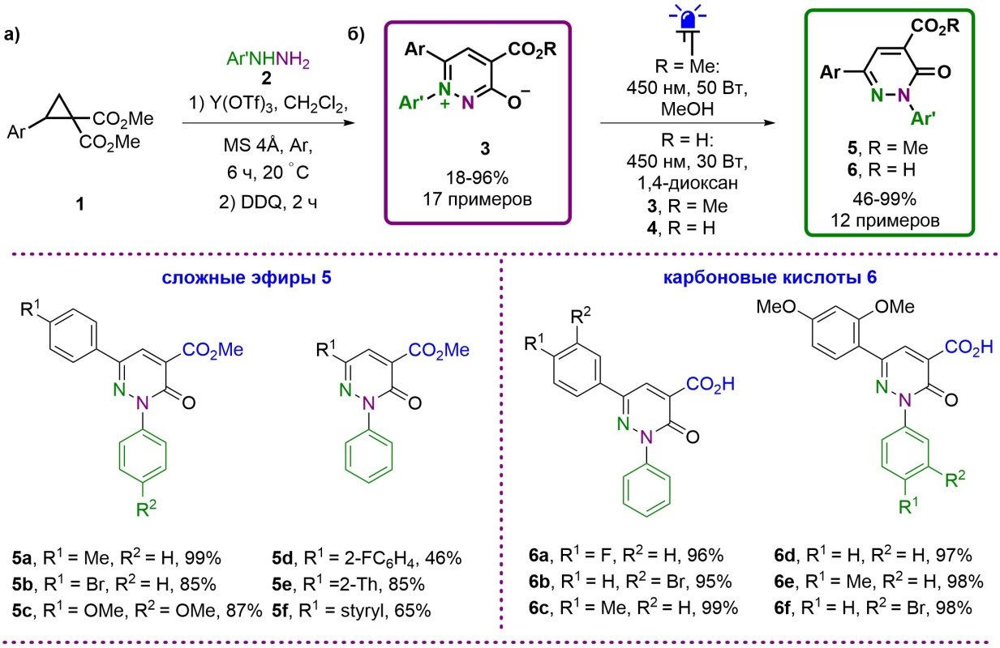 а)
Ar'NHNH2
2
1) Y(OTf)3, CH2Cl2,
MS 4Å, Ar,
6 ч, 20 °C
2) DDQ, 2 ч
Ar
CO2Me
CO2Me
1
б)
Ar
CO2R
Ar'
N
+
N
O−
3
18-96%
17 примеров
R = Me:
450 нм, 50 Вт,
MeOH
R = H:
450 нм, 30 Вт,
1,4-диоксан
3, R = Me
4, R = H
CO2R
Ar
O
N
N
Ar'
5, R = Me
6, R = H
46-99%
12 примеров
сложные эфиры 5
R1
CO2Me
N
N
O
R2
R1
CO2Me
N
N
O
5a, R1 = Me, R2 = H, 99%
5b, R1 = Br, R2 = H, 85%
5c, R1 = OMe, R2 = OMe, 87%
5d, R1 = 2-FC6H4, 46%
5e, R1 =2-Th, 85%
5f, R1 = styryl, 65%
карбоновые кислоты 6
R2
R1
CO2H
N
N
O
MeO
OMe
CO2H
N
N
O
R2
R1
6a, R1 = F, R2 = H, 96%
6b, R1 = H, R2 = Br, 95%
6c, R1 = Me, R2 = H, 99%
6d, R1 = H, R2 = H, 97%
6e, R1 = Me, R2 = H, 98%
6f, R1 = H, R2 = Br, 98%